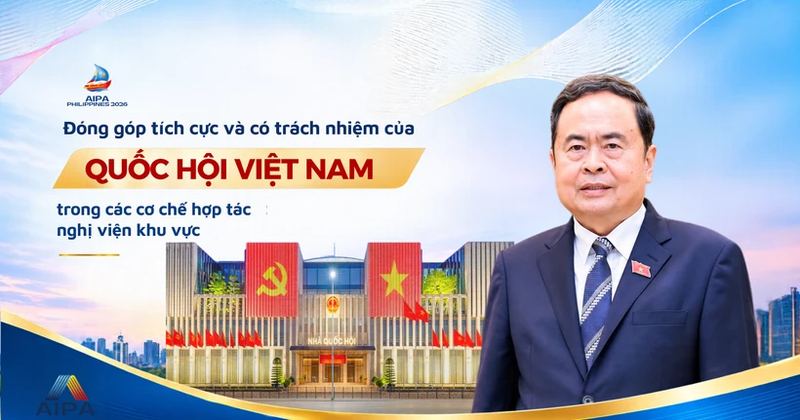 AIPA
PHILIPPINES 2026
Đóng góp tích cực và có trách nhiệm của
QUỐC HỘI VIỆT NAM
trong các cơ chế hợp tác
nghị viện khu vực
NHÀ QUỐC HỘI
AIPA